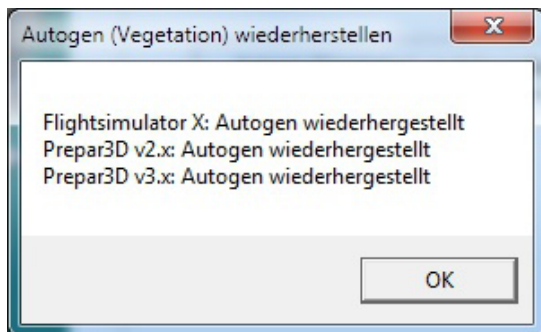 Autogen (Vegetation) wiederherstellen
Flightsimulator X: Autogen wiederhergestellt
Prepar3D v2.x: Autogen wiederhergestellt
Prepar3D v3.x: Autogen wiederhergestellt
OK